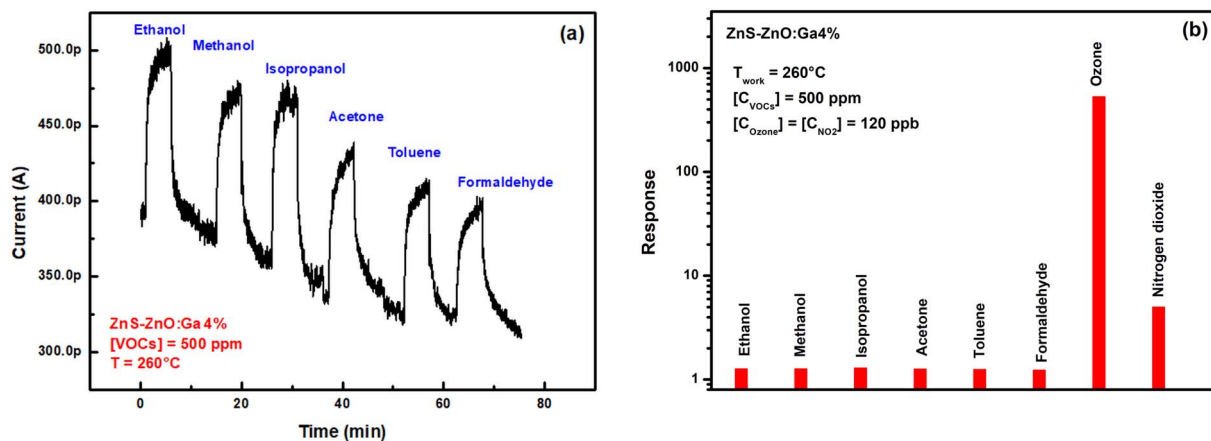 (a)
Ethanol
Methanol
Isopropanol
Acetone
Toluene
Formaldehyde
500.0p
450.0p
400.0p
350.0p
300.0p
Current (A)
ZnS-ZnO:Ga4%
[VOCs] = 500 ppm
T = 260°C
0
20
40
60
80
Time (min)
(b)
ZnS-ZnO:Ga4%
T_work = 260°C
[C_VOCs] = 500 ppm
[C_Ozone] = [C_NO2] = 120 ppb
1000
100
10
1
Response
Ethanol
Methanol
Isopropanol
Acetone
Toluene
Formaldehyde
Ozone
Nitrogen dioxide